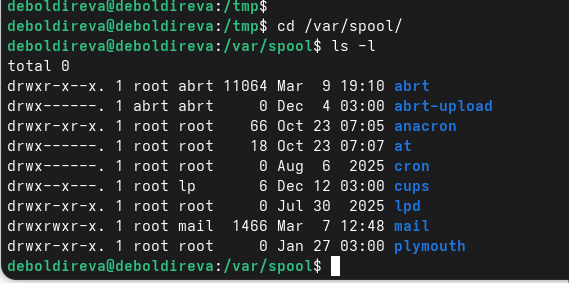 deboldireva@deboldireva:/tmp$
deboldireva@deboldireva:/tmp$ cd /var/spool/
deboldireva@deboldireva:/var/spool$ ls -l
total 0
drwxr-x--x. 1 root abrt 11064 Mar  9 19:10 abrt
drwx------. 1 abrt abrt     0 Dec  4 03:00 abrt-upload
drwxr-xr-x. 1 root root    66 Oct 23 07:05 anacron
drwx------. 1 root root    18 Oct 23 07:07 at
drwx------. 1 root root     0 Aug  6  2025 cron
drwx--x---. 1 root lp       6 Dec 12 03:00 cups
drwxr-xr-x. 1 root root     0 Jul 30  2025 lpd
drwxrwxr-x. 1 root mail  1466 Mar  7 12:48 mail
drwxr-xr-x. 1 root root     0 Jan 27 03:00 plymouth
deboldireva@deboldireva:/var/spool$